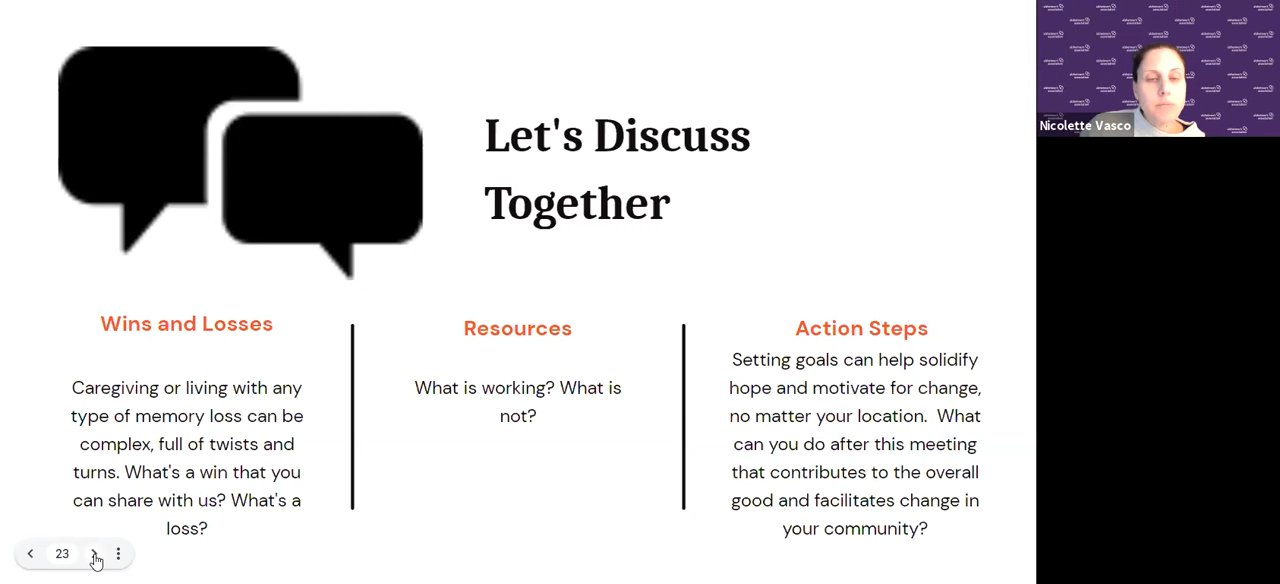 Let's Discuss
Together
Wins and Losses
Caregiving or living with any
type of memory loss can be
complex, full of twists and
turns. What's a win that you
can share with us? What's a
loss?
Resources
What is working? What is
not?
Action Steps
Setting goals can help solidify
hope and motivate for change,
no matter your location.  What
can you do after this meeting
that contributes to the overall
good and facilitates change in
your community?
23
Nicolette Vasco
alzheimer's
association